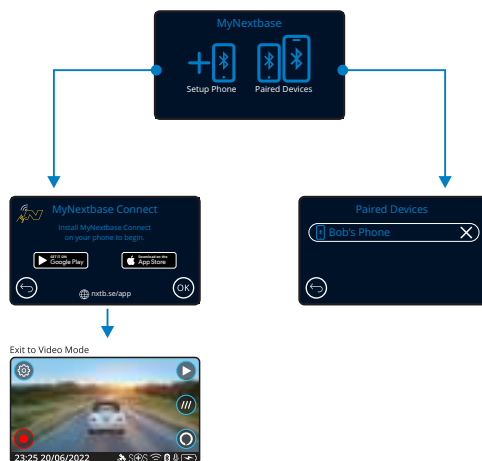 MyNextbase
Setup Phone
Paired Devices
MyNextbase Connect
Install MyNextbase Connect
on your phone to begin.
GET IT ON
Google Play
Download on the
App Store
nxtb.se/app
OK
Paired Devices
Bob's Phone
Exit to Video Mode
23:25 20/06/2022
SOS